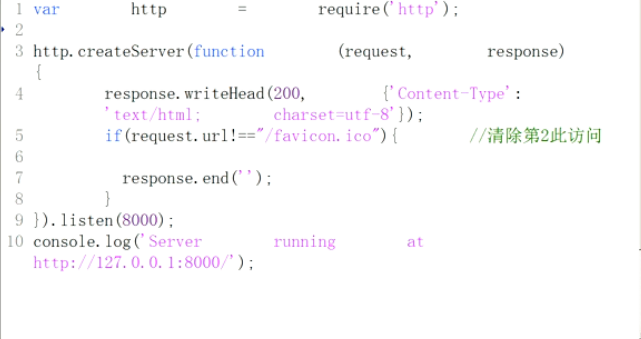 1 var http = require('http');
2
3 http.createServer(function (request, response)
{
4 response.writeHead(200, {'Content-Type':
'text/html; charset=utf-8'});
5 if(request.url!=="/favicon.ico"){ //清除第2此访问
6
7 response.end('');
8 }
9 }).listen(8000);
10 console.log('Server running at
http://127.0.0.1:8000/');